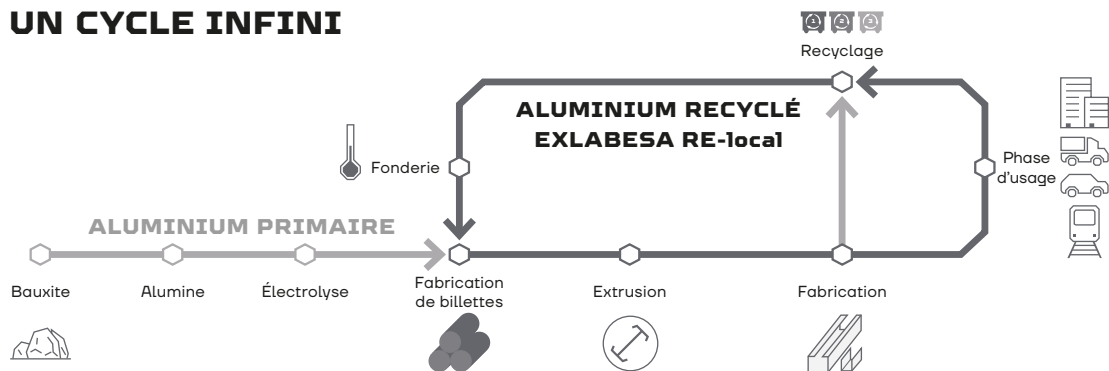 UN CYCLE INFINI
Recyclage
ALUMINIUM RECYCLÉ
EXLABESA RE-local
Fonderie
Phase
d'usage
ALUMINIUM PRIMAIRE
Bauxite
Alumine
Électrolyse
Fabrication
de billettes
Extrusion
Fabrication